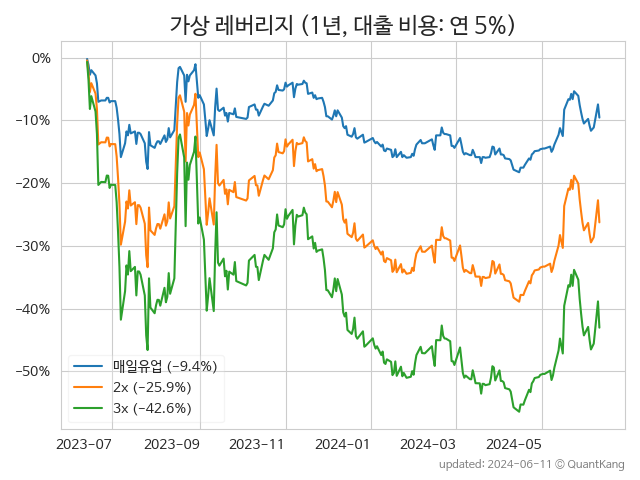 가상 레버리지 (1년, 대출 비용: 연 5%)
0%
−10%
−20%
−30%
−40%
−50%
매일유업 (−9.4%)
2x (−25.9%)
3x (−42.6%)
2023-07
2023-09
2023-11
2024-01
2024-03
2024-05
updated: 2024-06-11 © QuantKang